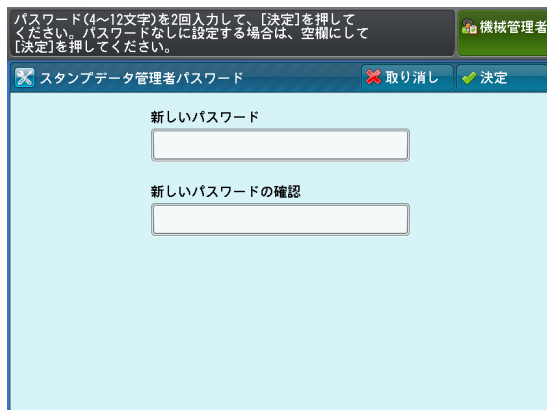 パスワード(4～12文字)を2回入力して、[決定]を押して
ください。パスワードなしに設定する場合は、空欄にして
[決定]を押してください。
機械管理者
スタンプデータ管理者パスワード
取り消し
決定
新しいパスワード
新しいパスワードの確認